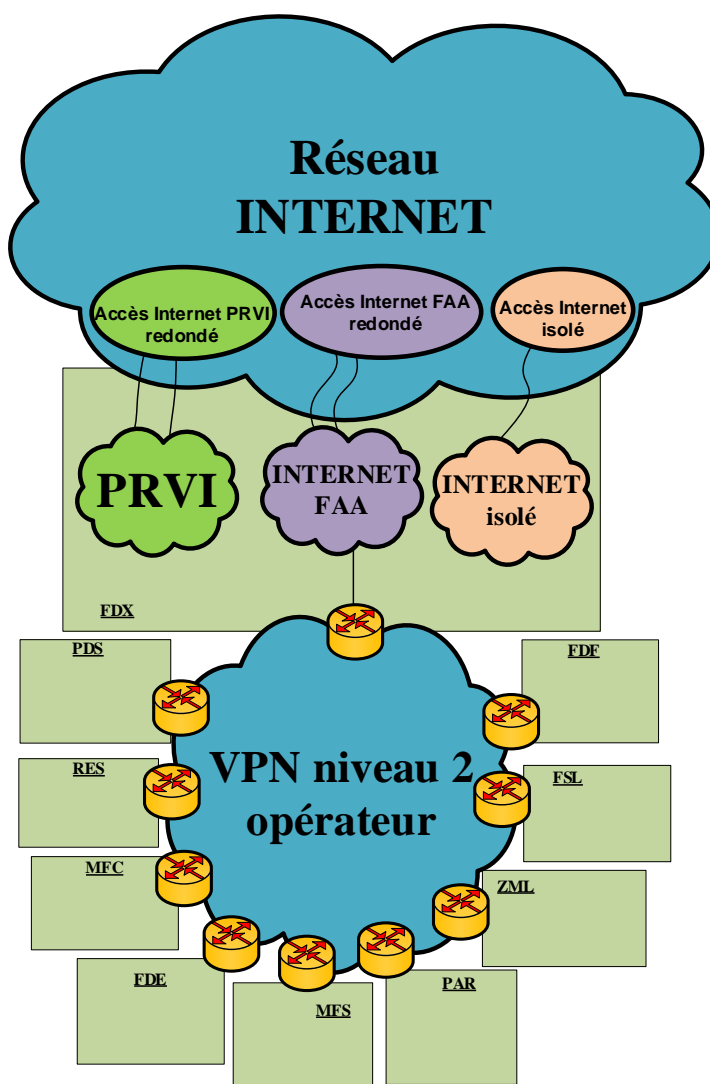 Réseau
INTERNET
Accès Internet PRVI
redondé
Accès Internet FAA
redondé
Accès Internet
isolé
PRVI
INTERNET
FAA
INTERNET
isolé
FDX
PDS
FDF
VPN niveau 2
opérateur
RES
FSL
MFC
ZML
FDE
MFS
PAR